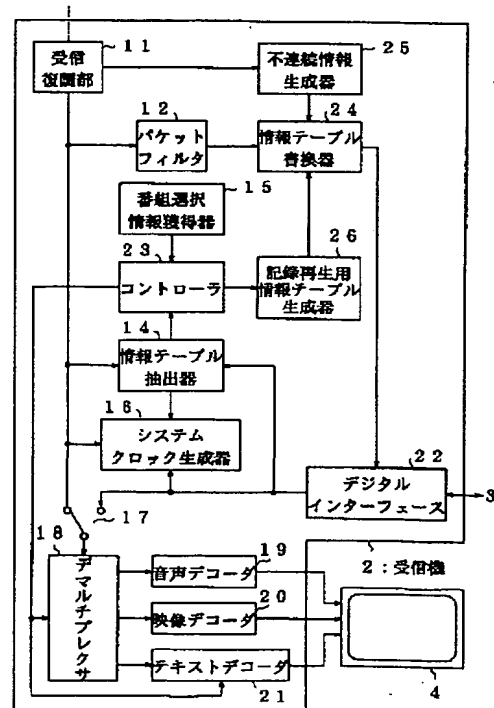 11
受信
復調部
25
不連続情報
生成器
12
パケット
フィルタ
24
情報テーブル
書換器
15
番組選択
情報獲得器
23
コントローラ
26
記録再生用
情報テーブル
生成器
14
情報テーブル
抽出器
16
システム
クロック生成器
22
デジタル
インターフェース
3
17
18
デマルチプレクサ
19
音声デコーダ
2:受信機
映像デコーダ
20
テキストデコーダ
21
4